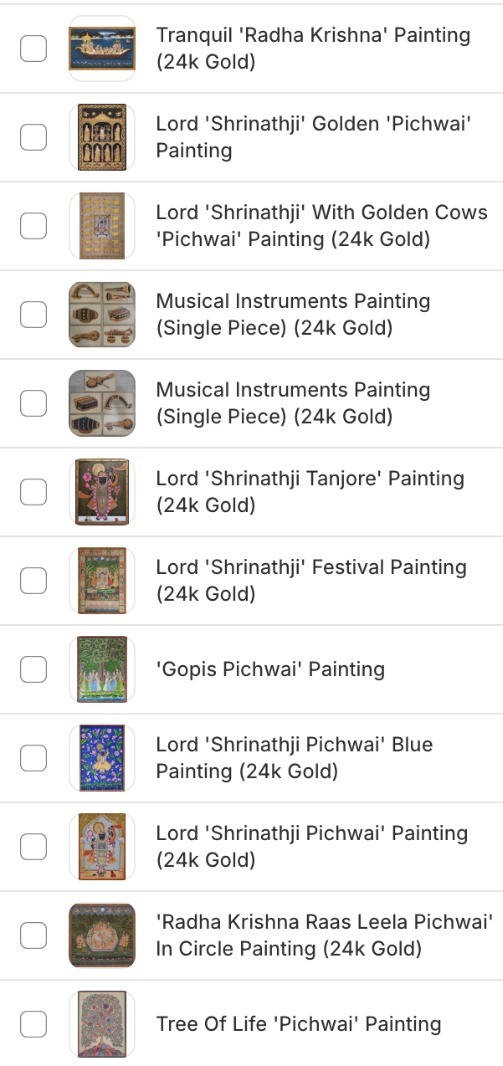 Tranquil 'Radha Krishna' Painting
(24k Gold)
Lord 'Shrinathji' Golden 'Pichwai'
Painting
Lord 'Shrinathji' With Golden Cows
'Pichwai' Painting (24k Gold)
Musical Instruments Painting
(Single Piece) (24k Gold)
Musical Instruments Painting
(Single Piece) (24k Gold)
Lord 'Shrinathji Tanjore' Painting
(24k Gold)
Lord 'Shrinathji' Festival Painting
(24k Gold)
'Gopis Pichwai' Painting
Lord 'Shrinathji Pichwai' Blue
Painting (24k Gold)
Lord 'Shrinathji Pichwai' Painting
(24k Gold)
'Radha Krishna Raas Leela Pichwai'
In Circle Painting (24k Gold)
Tree Of Life 'Pichwai' Painting